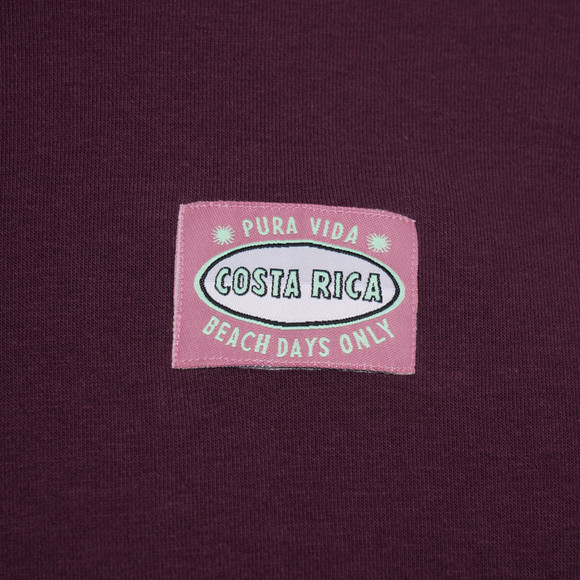 PURA VIDA
COSTA RICA
BEACH DAYS ONLY